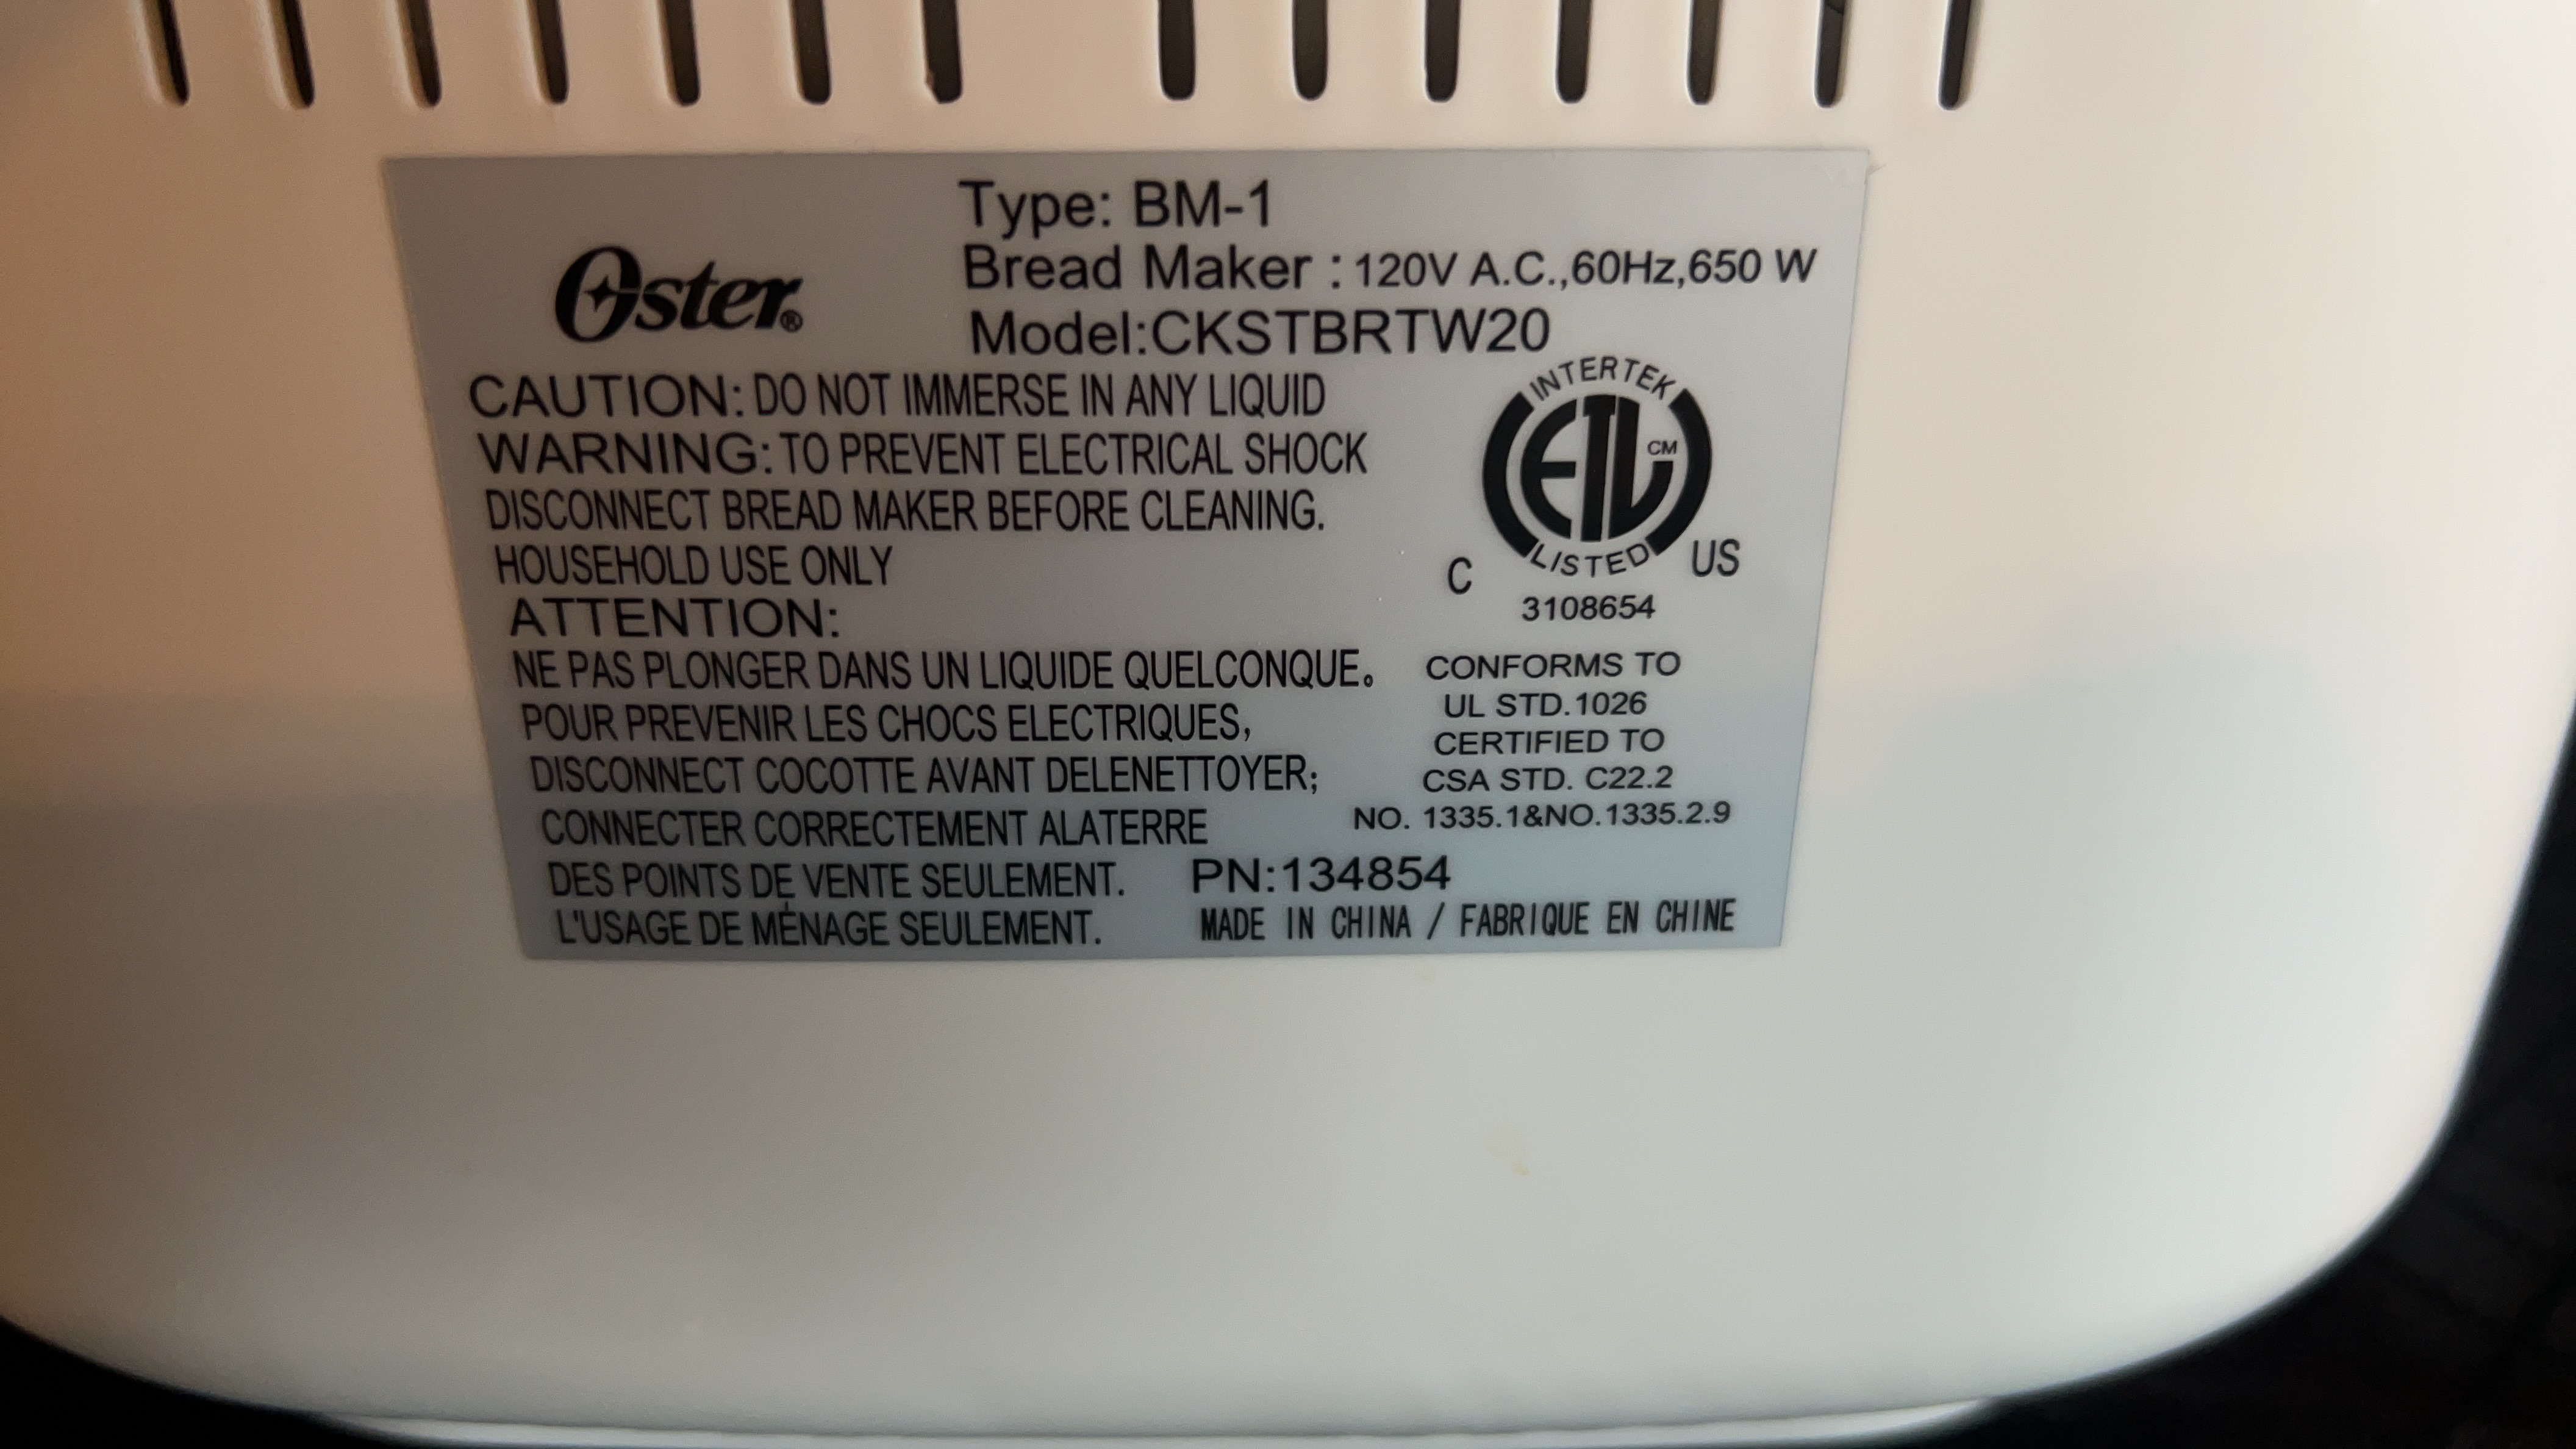 Type: BM-1
Oster®
Bread Maker : 120V A.C.,60Hz,650 W
Model:CKSTBRTW20
CAUTION: DO NOT IMMERSE IN ANY LIQUID
WARNING: TO PREVENT ELECTRICAL SHOCK
DISCONNECT BREAD MAKER BEFORE CLEANING.
HOUSEHOLD USE ONLY
ATTENTION:
NE PAS PLONGER DANS UN LIQUIDE QUELCONQUE。
POUR PREVENIR LES CHOCS ELECTRIQUES,
DISCONNECT COCOTTE AVANT DELENETTOYER;
CONNECTER CORRECTEMENT ALATERRE
DES POINTS DE VENTE SEULEMENT.
L'USAGE DE MÉNAGE SEULEMENT.
INTERTEK
ETL CM
LISTED
C US
3108654
CONFORMS TO
UL STD.1026
CERTIFIED TO
CSA STD. C22.2
NO. 1335.1&NO.1335.2.9
PN:134854
MADE IN CHINA / FABRIQUE EN CHINE